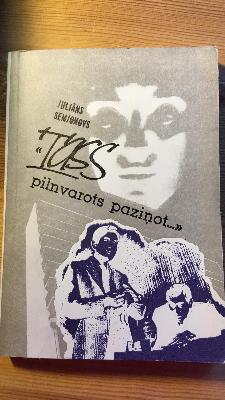 JULIĀNS
SEMJONOVS
«TASS
pilnvarots paziņot...»